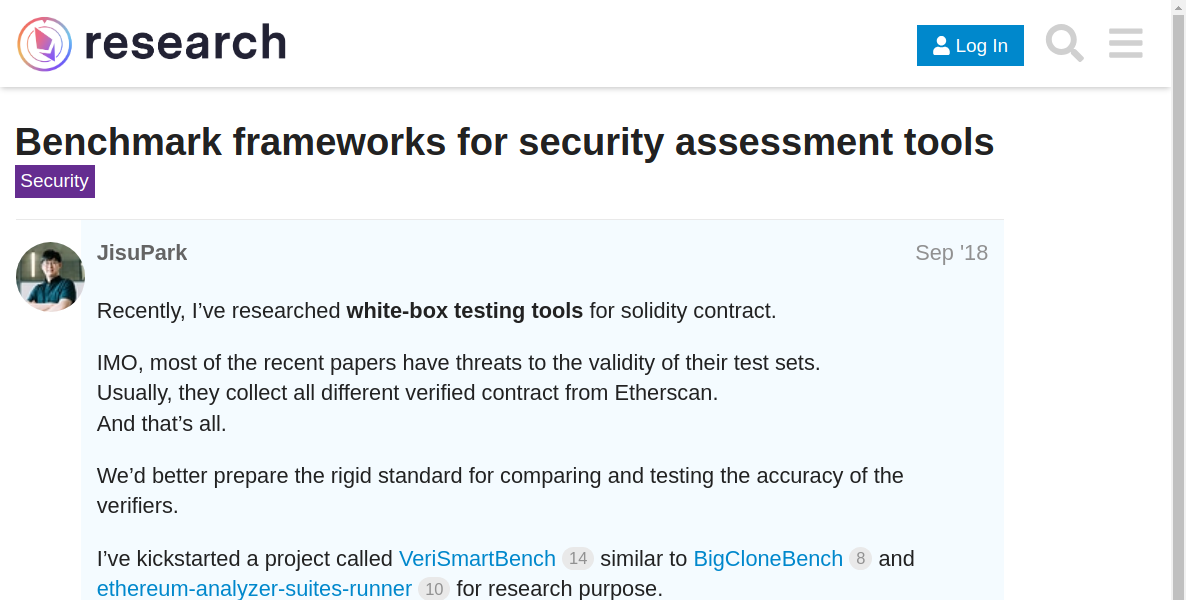 research
Log In
Benchmark frameworks for security assessment tools
Security
JisuPark
Sep '18
Recently, I’ve researched white-box testing tools for solidity contract.
IMO, most of the recent papers have threats to the validity of their test sets.
Usually, they collect all different verified contract from Etherscan.
And that’s all.
We’d better prepare the rigid standard for comparing and testing the accuracy of the
verifiers.
I’ve kickstarted a project called VeriSmartBench 14 similar to BigCloneBench 8 and
ethereum-analyzer-suites-runner 10 for research purpose.